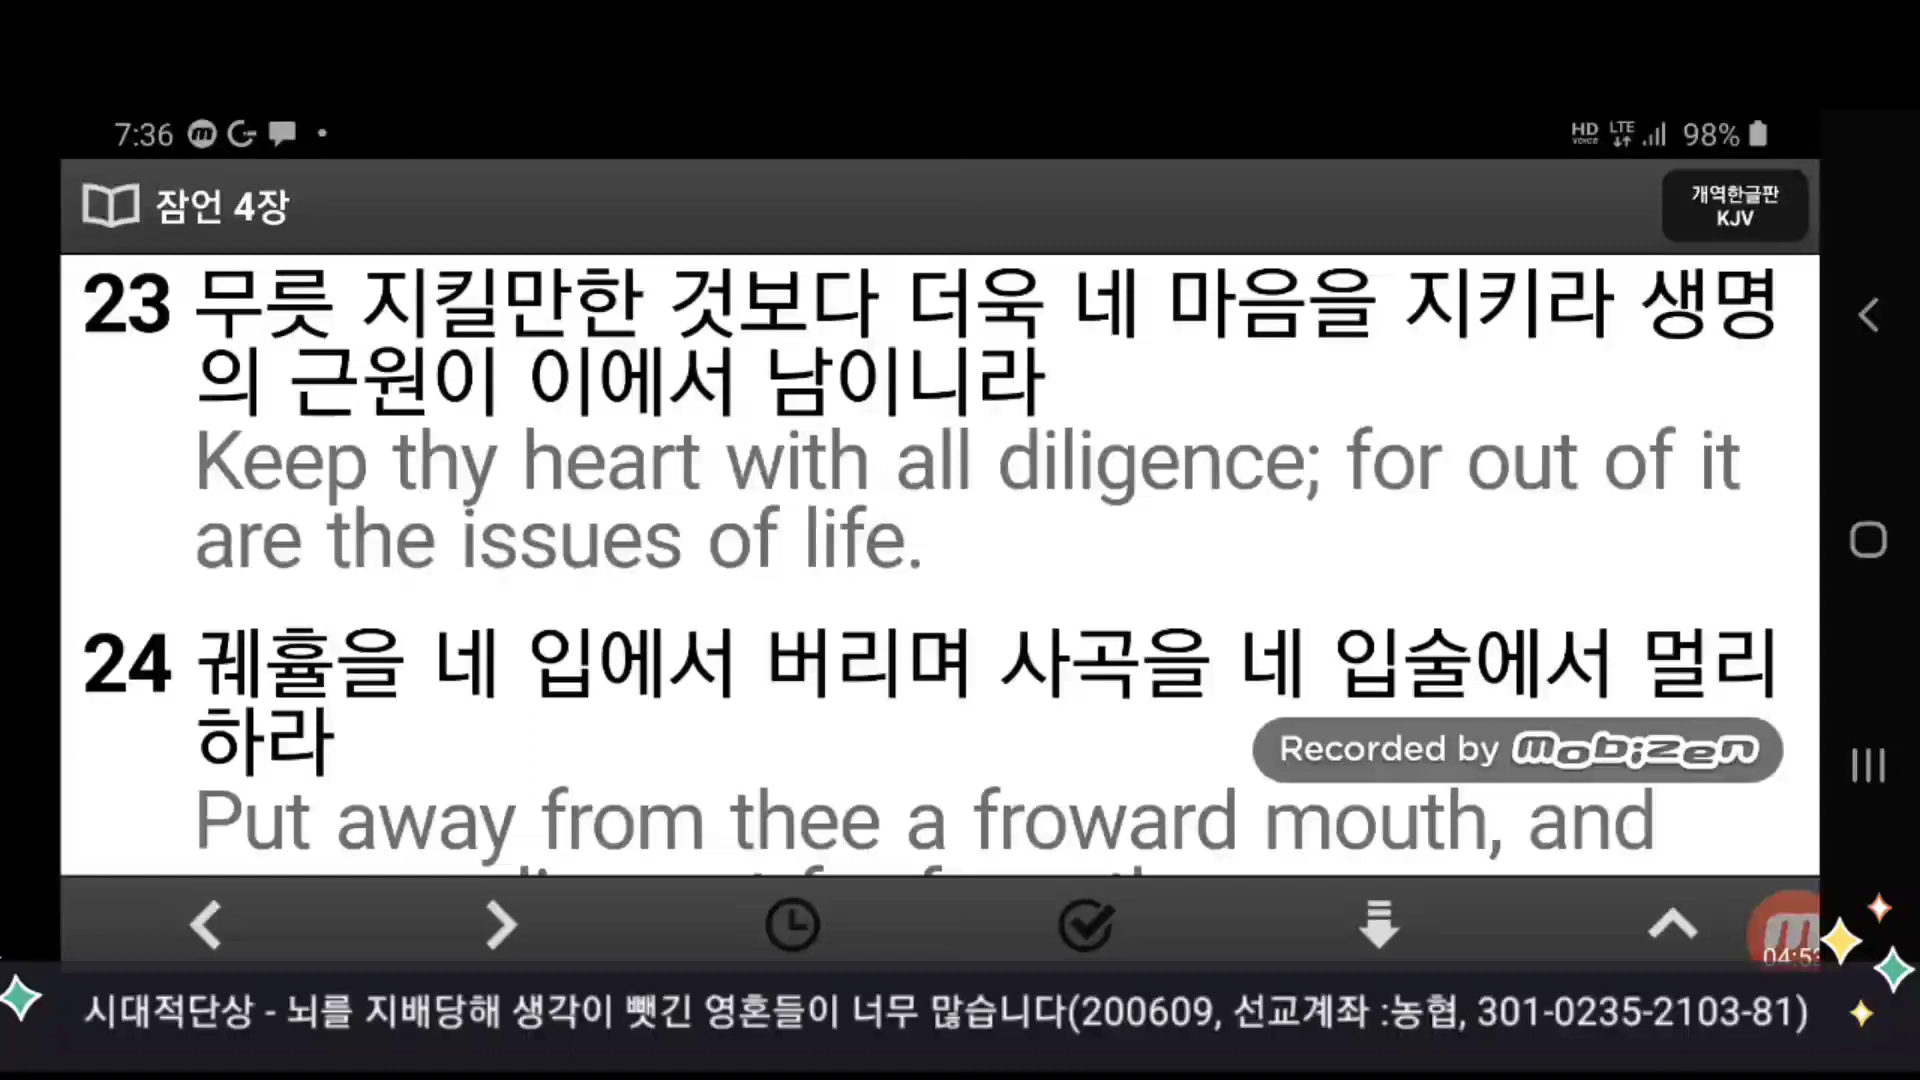 7:36
HD VOICE LTE 98%
잠언 4장
개역한글판
KJV
23 무릇 지킬만한 것보다 더욱 네 마음을 지키라 생명
의 근원이 이에서 남이니라
Keep thy heart with all diligence; for out of it
are the issues of life.
24 궤휼을 네 입에서 버리며 사곡을 네 입술에서 멀리
하라
Recorded by mobizen
Put away from thee a froward mouth, and
시대적단상 - 뇌를 지배당해 생각이 뺏긴 영혼들이 너무 많습니다(200609, 선교계좌 :농협, 301-0235-2103-81)